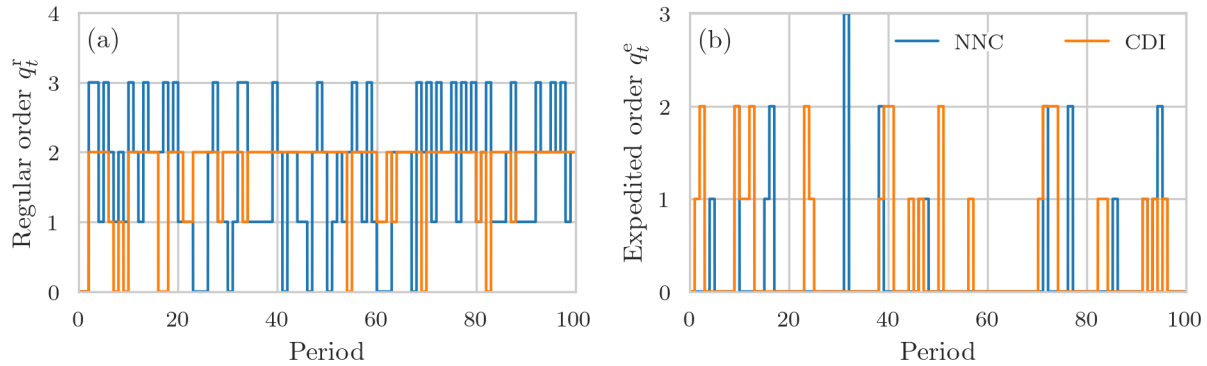 (a)
Regular order q_t^r
4
3
2
1
0
0 20 40 60 80 100
Period
(b)
NNC CDI
Expedited order q_t^e
3
2
1
0
0 20 40 60 80 100
Period